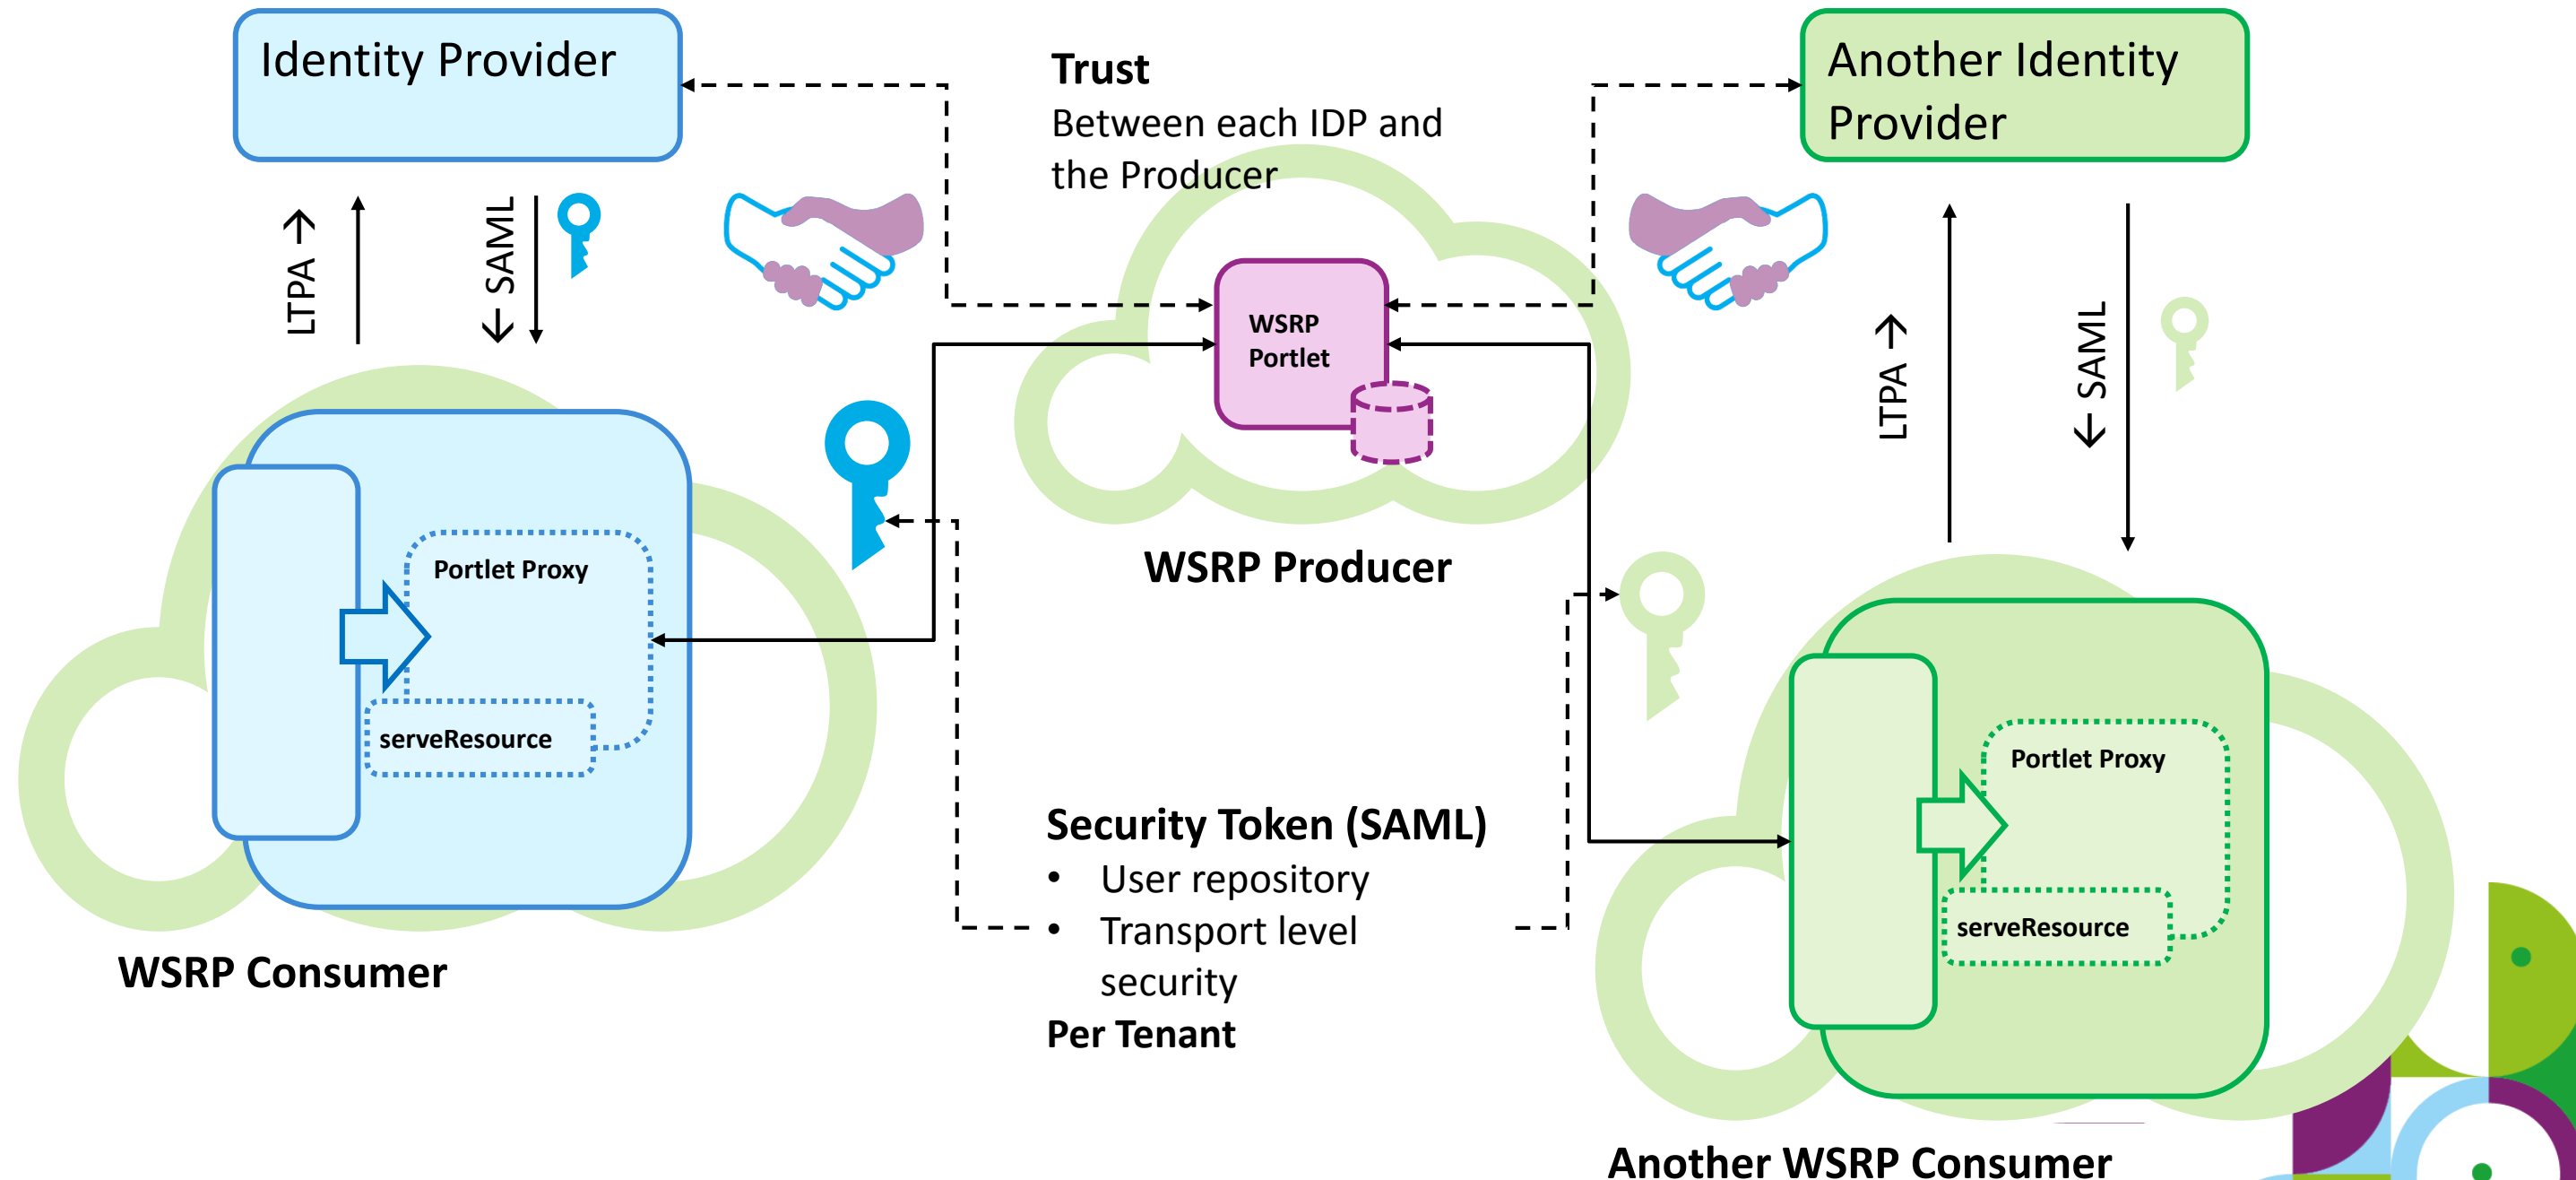 Identity Provider
Trust
Between each IDP and
the Producer
Another Identity
Provider
LTPA →
← SAML
WSRP
Portlet
LTPA →
← SAML
WSRP Producer
Portlet Proxy
serveResource
WSRP Consumer
Security Token (SAML)
• User repository
• Transport level
security
Per Tenant
Portlet Proxy
serveResource
Another WSRP Consumer